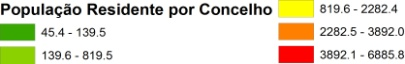 População Residente por Concelho
45.4 - 139.5
139.6 - 819.5
819.6 - 2282.4
2282.5 - 3892.0
3892.1 - 6885.8